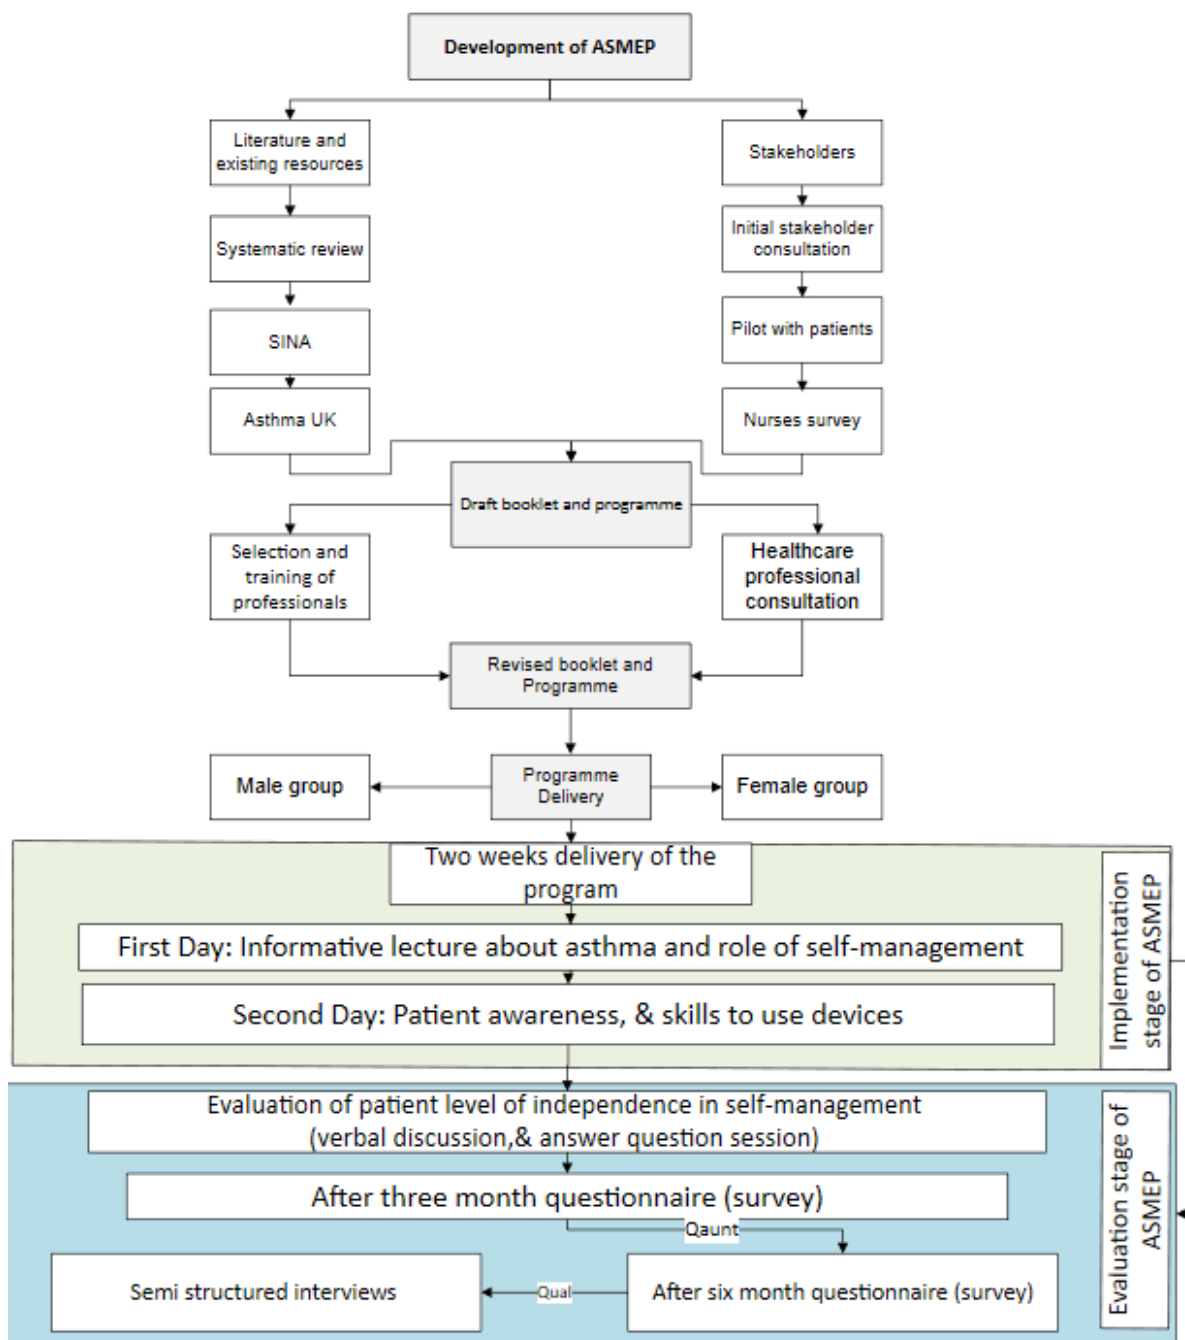 Development of ASMEP
Literature and
existing resources
Stakeholders
Systematic review
Initial stakeholder
consultation
SINA
Pilot with patients
Asthma UK
Nurses survey
Draft booklet and programme
Selection and
training of
professionals
Healthcare
professional
consultation
Revised booklet and
Programme
Male group
Programme
Delivery
Female group
Two weeks delivery of the
program
First Day: Informative lecture about asthma and role of self-management
Second Day: Patient awareness, & skills to use devices
Implementation
stage of ASMEP
Evaluation of patient level of independence in self-management
(verbal discussion,& answer question session)
After three month questionnaire (survey)
Qaunt
Semi structured interviews
Qual
After six month questionnaire (survey)
Evaluation stage of
ASMEP